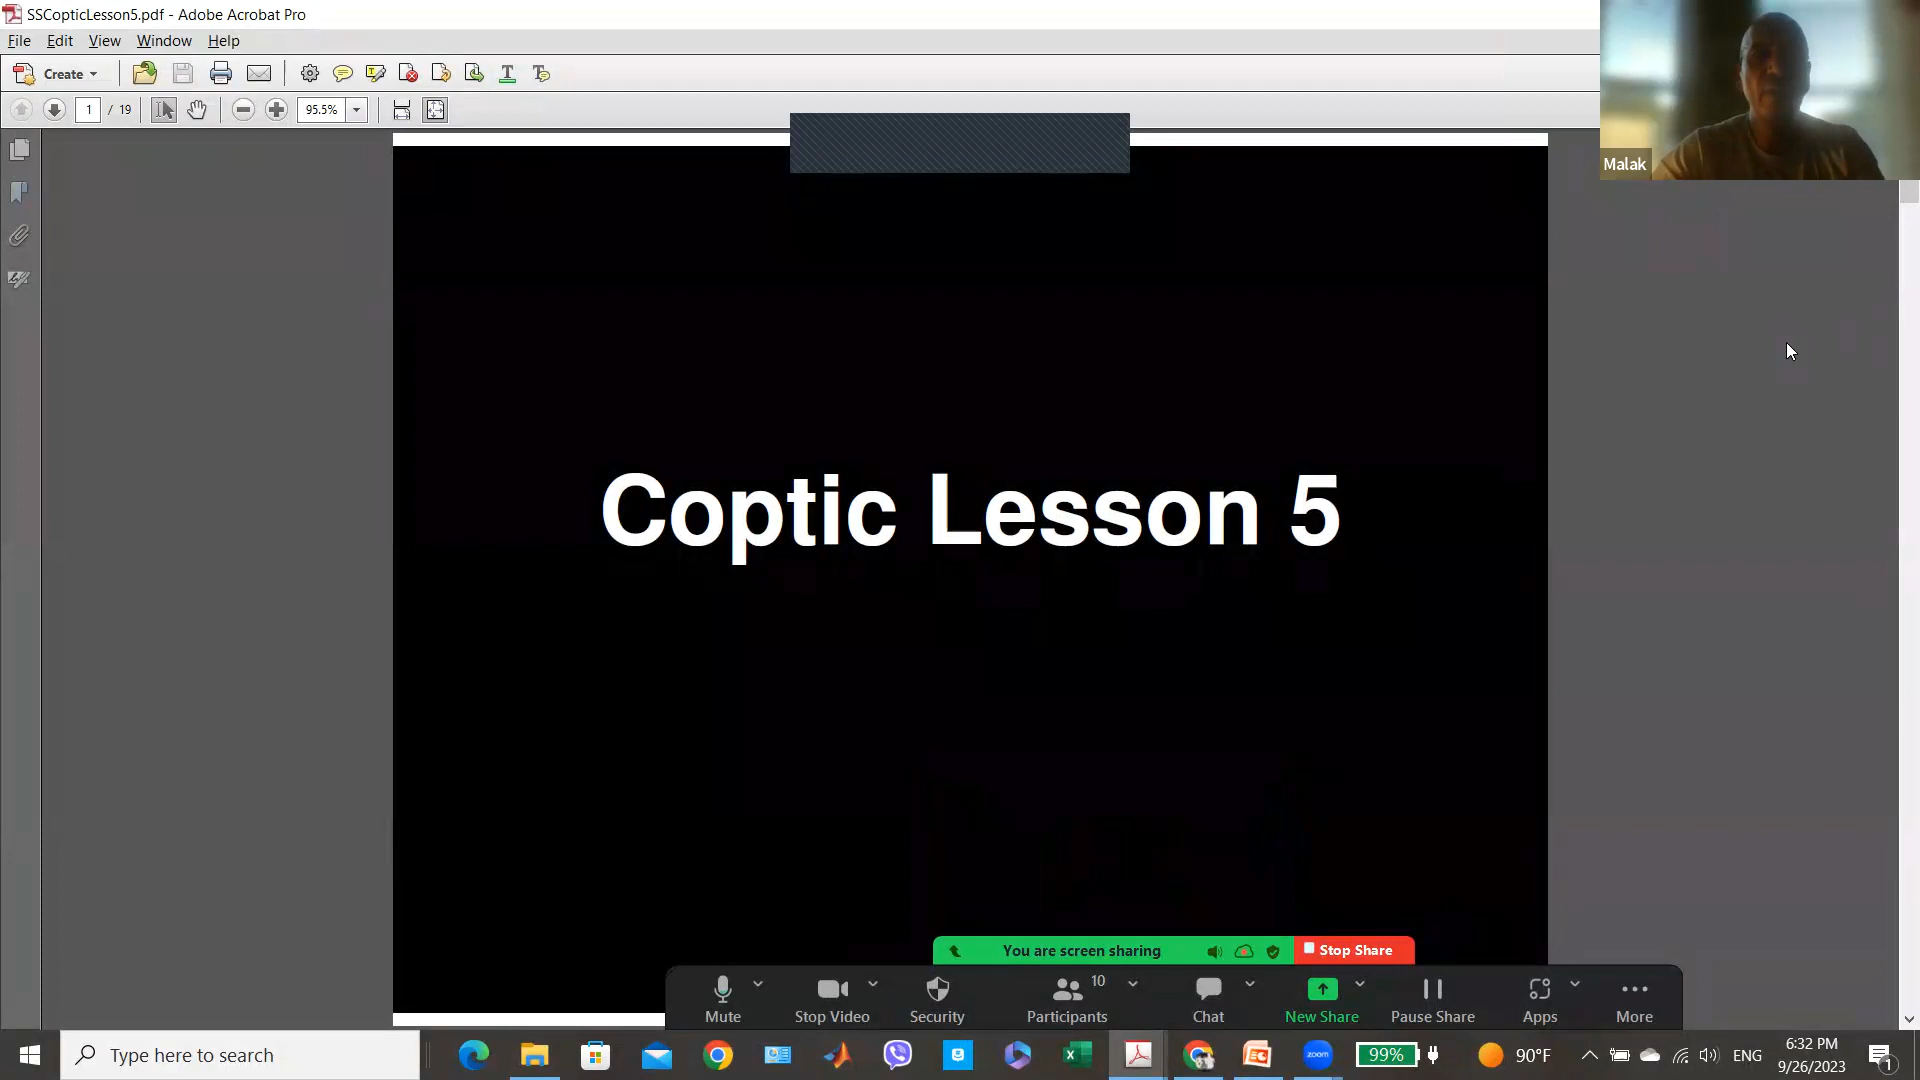 SSCopticLesson5.pdf - Adobe Acrobat Pro
File Edit View Window Help
Create
1 / 19 95.5%
Malak
Coptic Lesson 5
You are screen sharing Stop Share
10
Mute Stop Video Security Participants Chat New Share Pause Share Apps More
Type here to search
zoom
99%
90°F
ENG
6:32 PM
9/26/2023
1